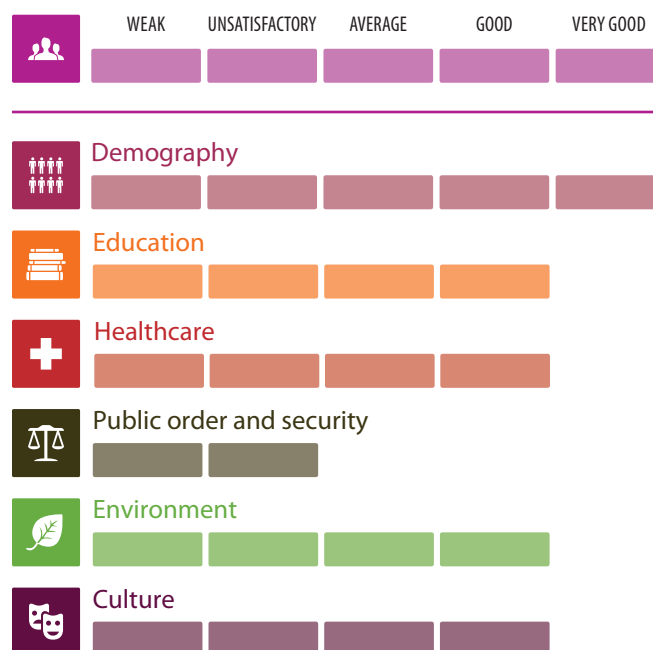 WEAK UNSATISFACTORY AVERAGE GOOD VERY GOOD
Demography
Education
Healthcare
Public order and security
Environment
Culture